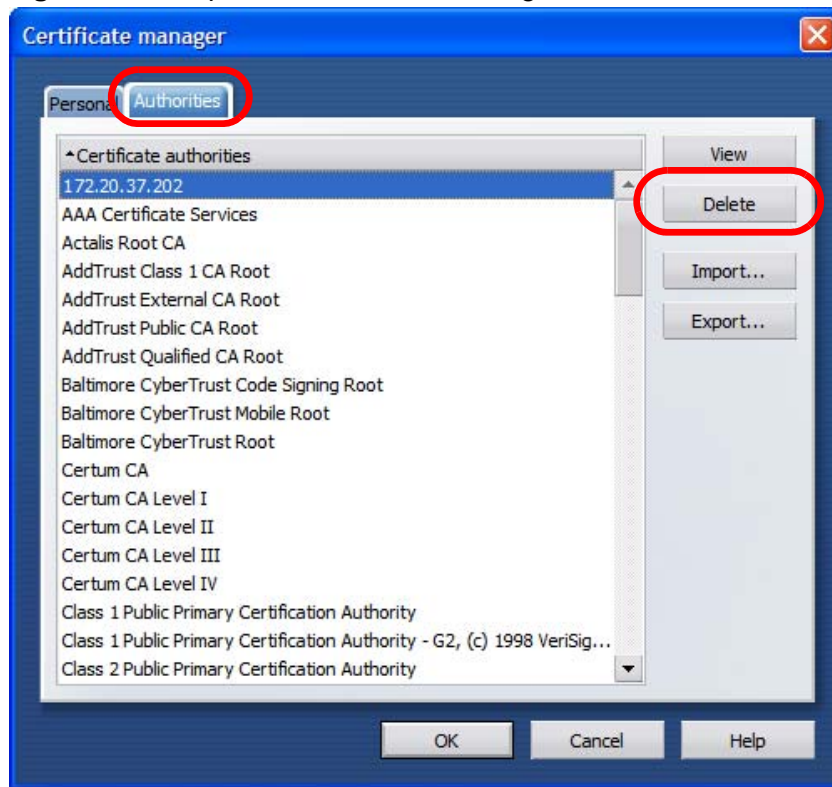 Certificate manager
Personal Authorities
Certificate authorities
172.20.37.202
AAA Certificate Services
Actalis Root CA
AddTrust Class 1 CA Root
AddTrust External CA Root
AddTrust Public CA Root
AddTrust Qualified CA Root
Baltimore CyberTrust Code Signing Root
Baltimore CyberTrust Mobile Root
Baltimore CyberTrust Root
Certum CA
Certum CA Level I
Certum CA Level II
Certum CA Level III
Certum CA Level IV
Class 1 Public Primary Certification Authority
Class 1 Public Primary Certification Authority - G2, (c) 1998 VeriSig...
Class 2 Public Primary Certification Authority
View
Delete
Import...
Export...
OK Cancel Help